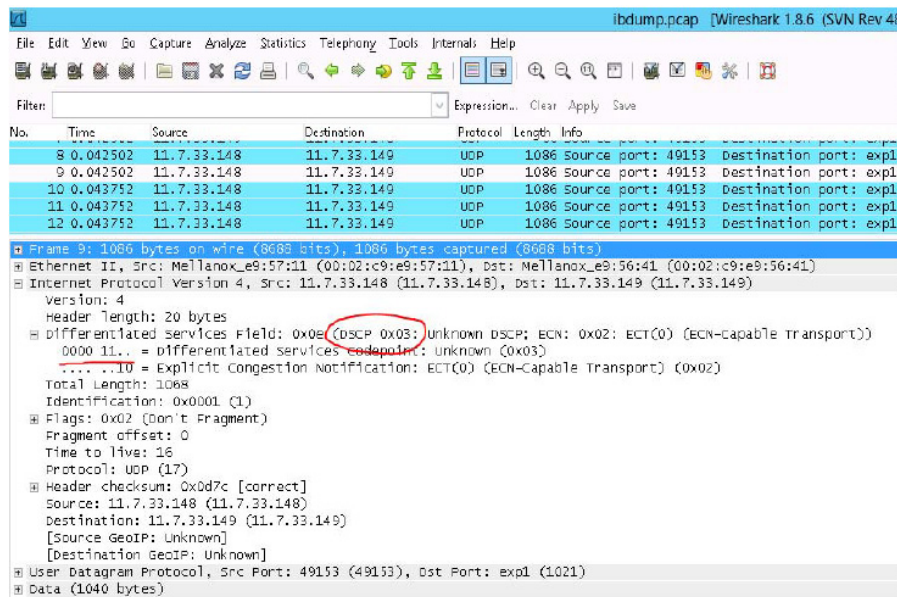 ibdump.pcap [Wireshark 1.8.6 (SVN Rev 48
File Edit View Go Capture Analyze Statistics Telephony Tools Internals Help
Filter: Expression... Clear Apply Save
No. Time Source Destination Protocol Length Info
8 0.042502 11.7.33.148 11.7.33.149 UDP 1086 Source port: 49153 Destination port: exp1
9 0.042502 11.7.33.148 11.7.33.149 UDP 1086 Source port: 49153 Destination port: exp1
10 0.043752 11.7.33.148 11.7.33.149 UDP 1086 Source port: 49153 Destination port: exp1
11 0.043752 11.7.33.148 11.7.33.149 UDP 1086 Source port: 49153 Destination port: exp1
12 0.043752 11.7.33.148 11.7.33.149 UDP 1086 Source port: 49153 Destination port: exp1
Frame 9: 1086 bytes on wire (8688 bits), 1086 bytes captured (8688 bits)
Ethernet II, Src: Mellanox_e9:57:11 (00:02:c9:e9:57:11), Dst: Mellanox_e9:56:41 (00:02:c9:e9:56:41)
Internet Protocol Version 4, Src: 11.7.33.148 (11.7.33.148), Dst: 11.7.33.149 (11.7.33.149)
Version: 4
Header length: 20 bytes
Differentiated Services Field: 0x0e (DSCP 0x03: Unknown DSCP; ECN: 0x02: ECT(0) (ECN-Capable Transport))
0000 11.. = Differentiated Services Codepoint: Unknown (0x03)
.... ..10 = Explicit Congestion Notification: ECT(0) (ECN-Capable Transport) (0x02)
Total Length: 1068
Identification: 0x0001 (1)
Flags: 0x02 (Don't Fragment)
Fragment offset: 0
Time to live: 16
Protocol: UDP (17)
Header checksum: 0x0d7c [correct]
Source: 11.7.33.148 (11.7.33.148)
Destination: 11.7.33.149 (11.7.33.149)
[Source GeoIP: Unknown]
[Destination GeoIP: Unknown]
User Datagram Protocol, Src Port: 49153 (49153), Dst Port: exp1 (1021)
Data (1040 bytes)